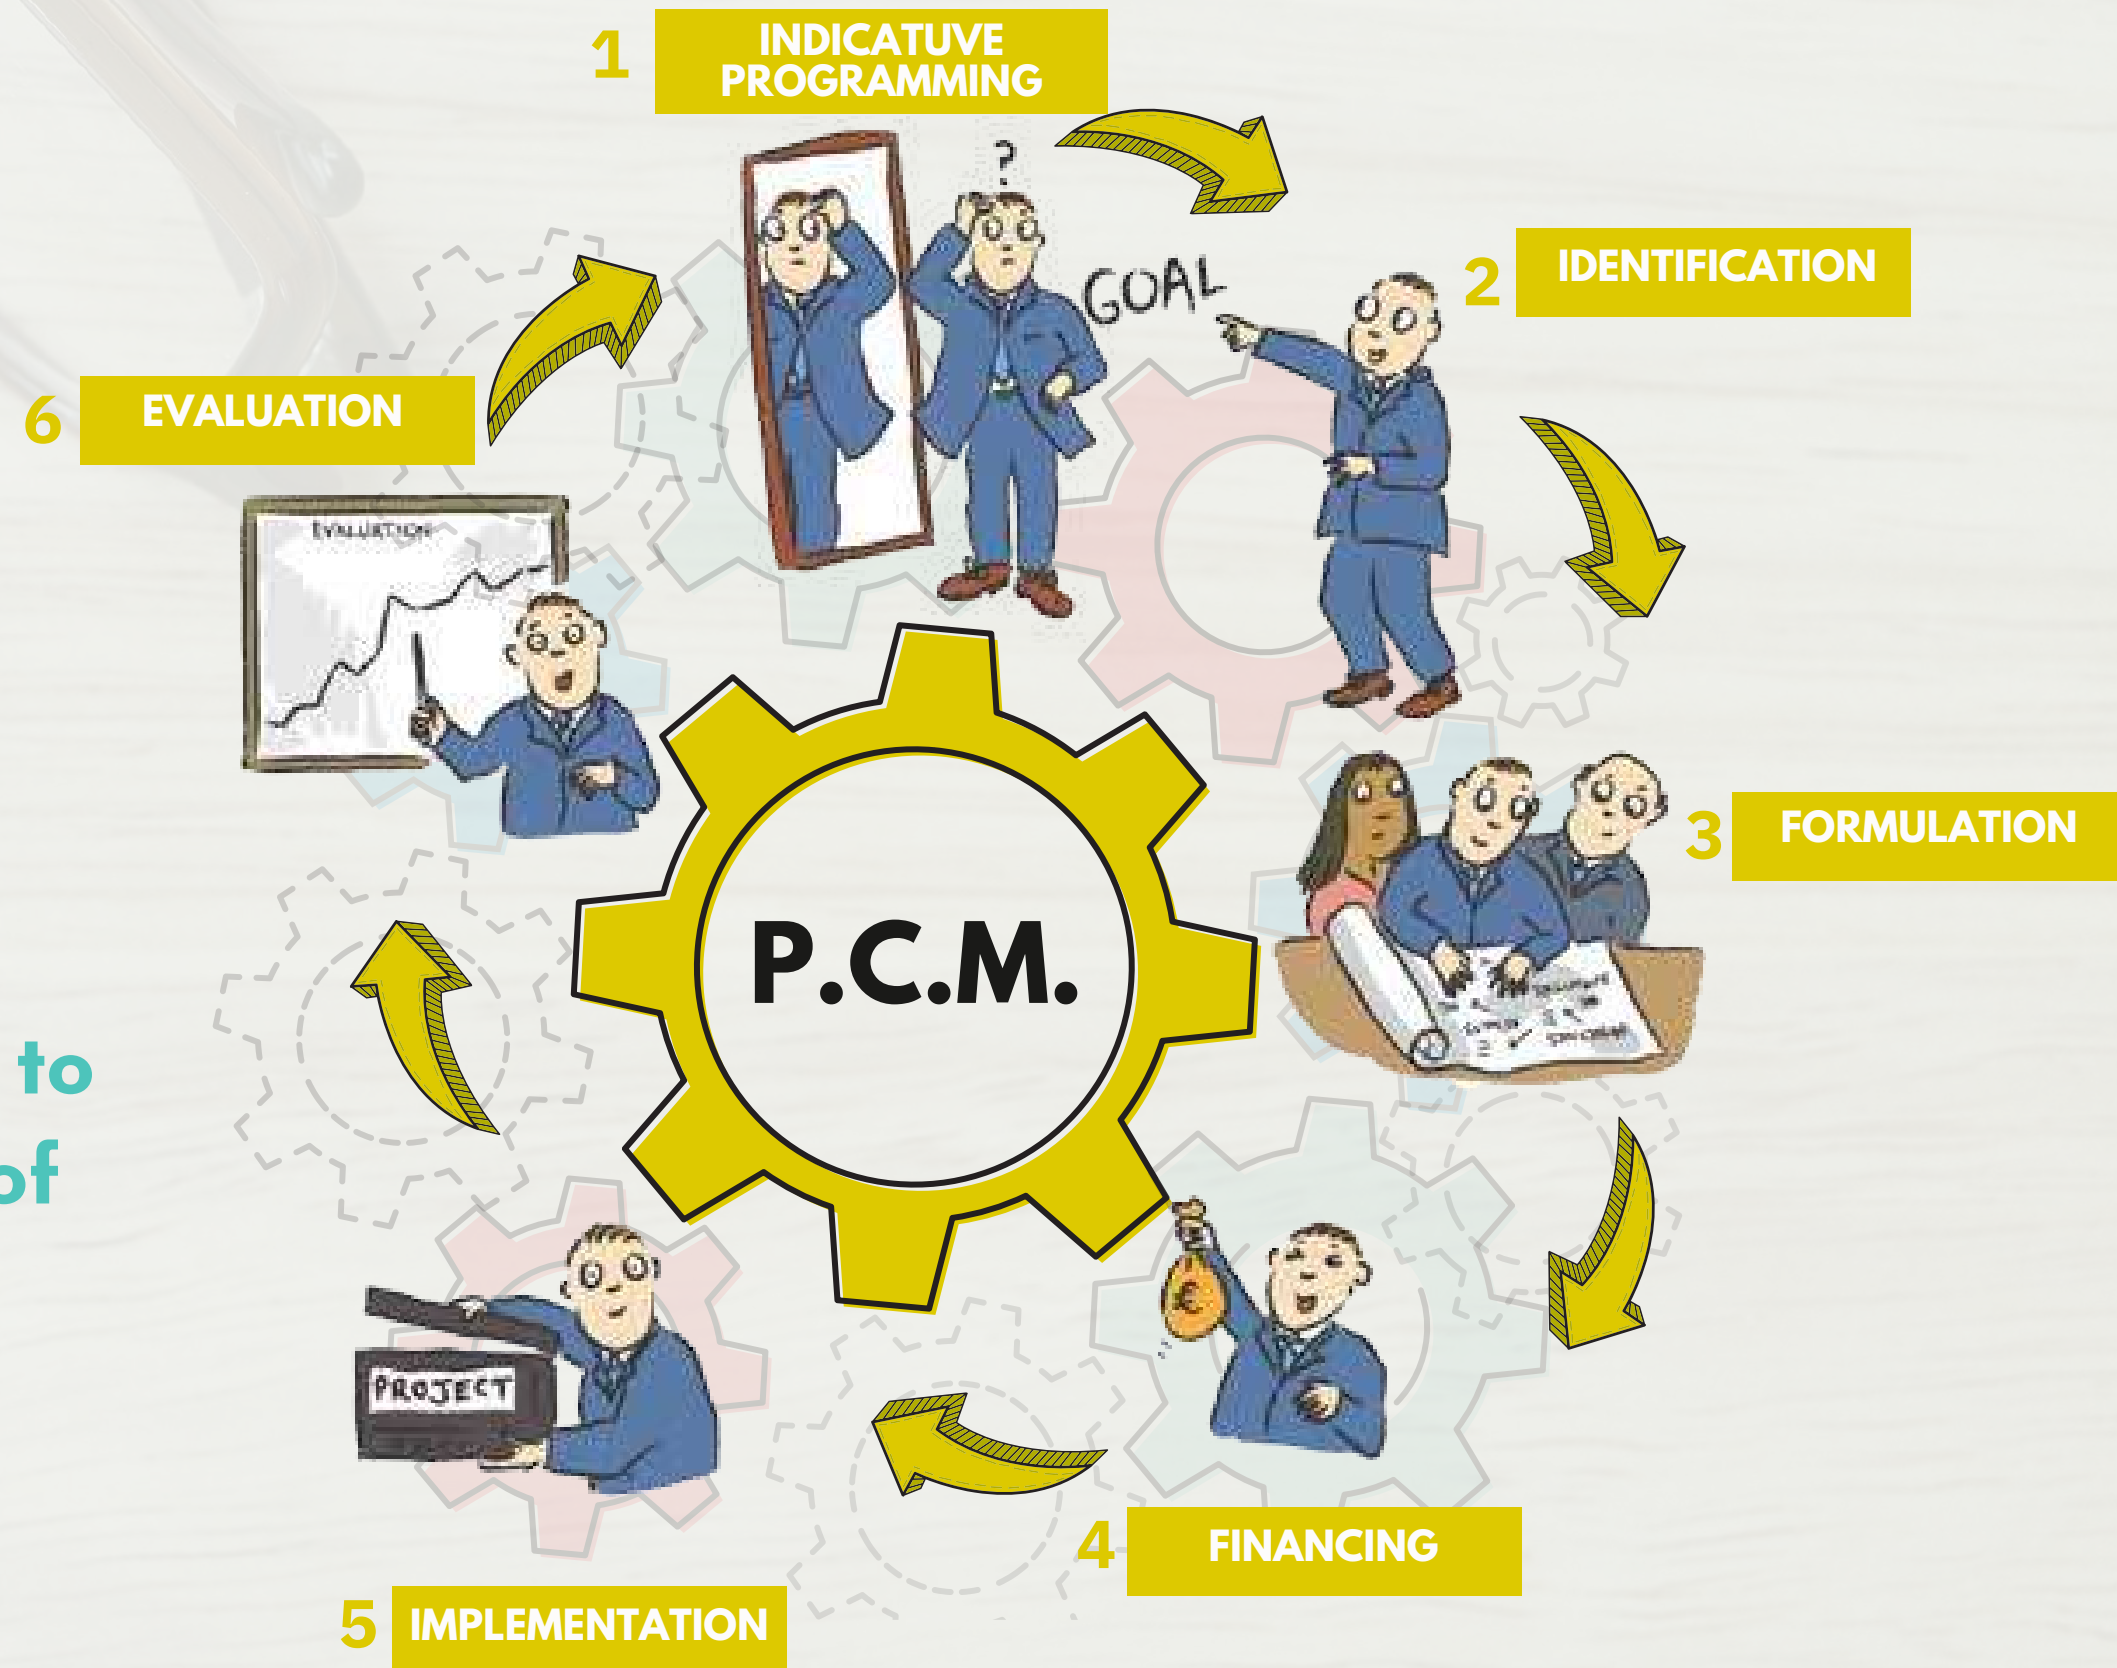 1
INDICATUVE
PROGRAMMING
?
GOAL
2
IDENTIFICATION
6
EVALUATION
EVALUATION
3
FORMULATION
P.C.M.
to
of
€
PROJECT
4
FINANCING
5
IMPLEMENTATION